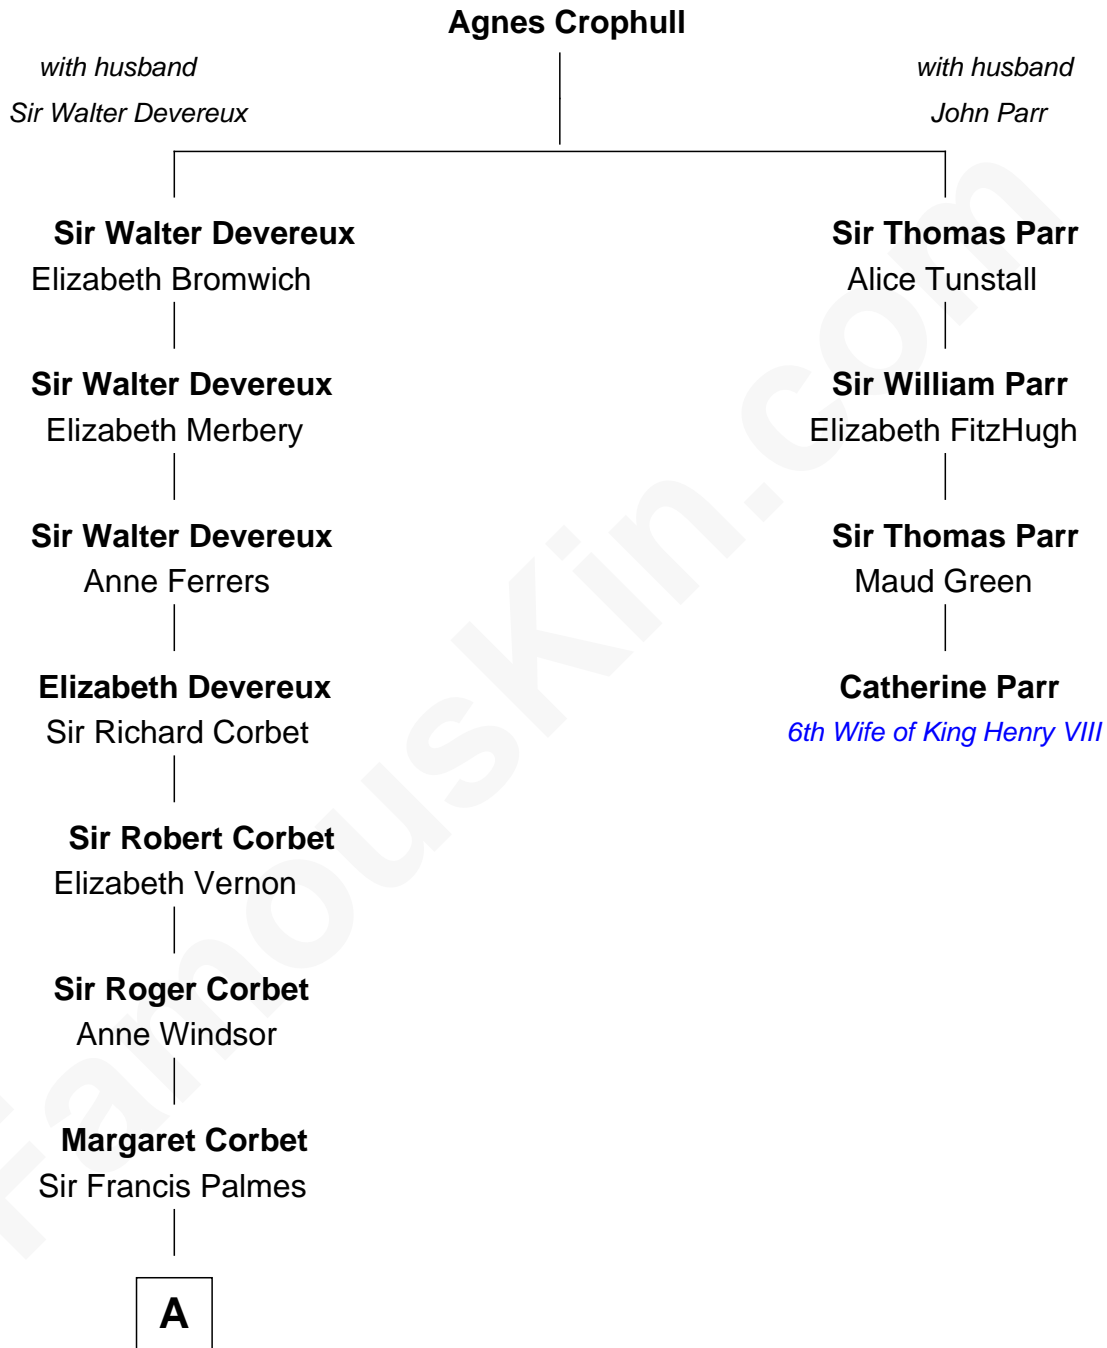 Agnes Crophull
with husband
Sir Walter Devereux
with husband
John Parr
Sir Walter Devereux
Elizabeth Bromwich
Sir Thomas Parr
Alice Tunstall
Sir Walter Devereux
Elizabeth Merbery
Sir William Parr
Elizabeth FitzHugh
Sir Walter Devereux
Anne Ferrers
Sir Thomas Parr
Maud Green
Elizabeth Devereux
Sir Richard Corbet
Catherine Parr
6th Wife of King Henry VIII
Sir Robert Corbet
Elizabeth Vernon
Sir Roger Corbet
Anne Windsor
Margaret Corbet
Sir Francis Palmes
A
FamousKin.com